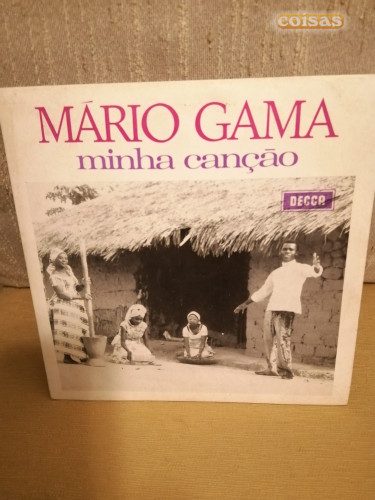 coisas
MÁRIO GAMA
minha canção
DECCA